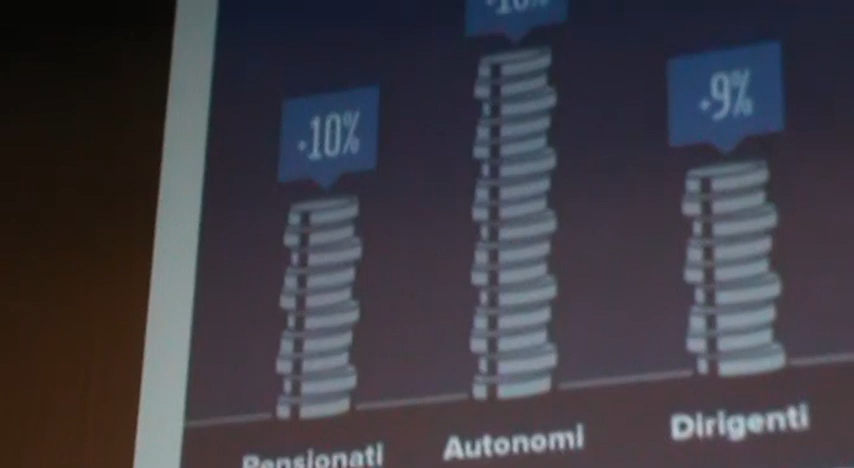 +10%
+9%
Pensionati
Autonomi
Dirigenti